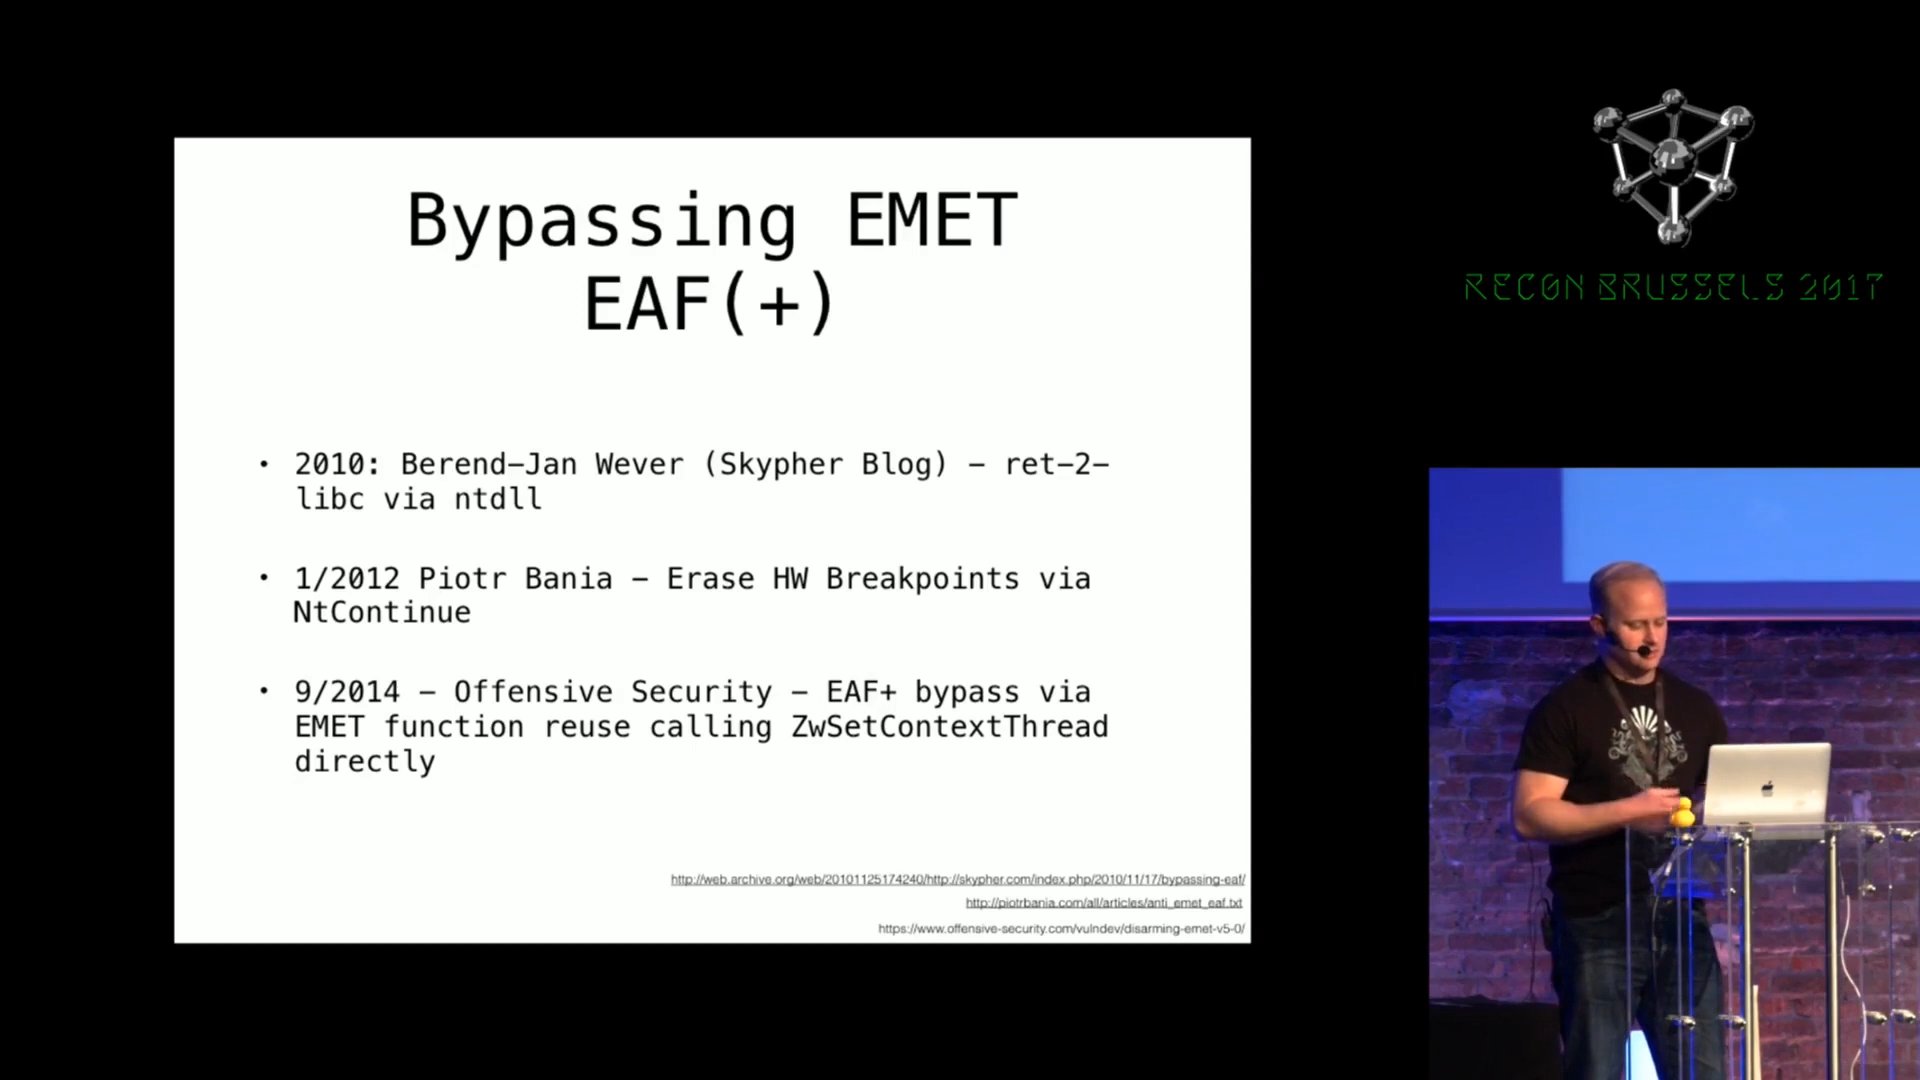 Bypassing EMET
EAF(+)
• 2010: Berend-Jan Wever (Skypher Blog) – ret-2-
libc via ntdll
• 1/2012 Piotr Bania – Erase HW Breakpoints via
NtContinue
• 9/2014 – Offensive Security – EAF+ bypass via
EMET function reuse calling ZwSetContextThread
directly
http://web.archive.org/web/20101125174240/http://skypher.com/index.php/2010/11/17/bypassing-eaf/
http://piotrbania.com/all/articles/anti_emet_eaf.txt
https://www.offensive-security.com/vulndev/disarming-emet-v5-0/
RECON BRUSSELS 2017